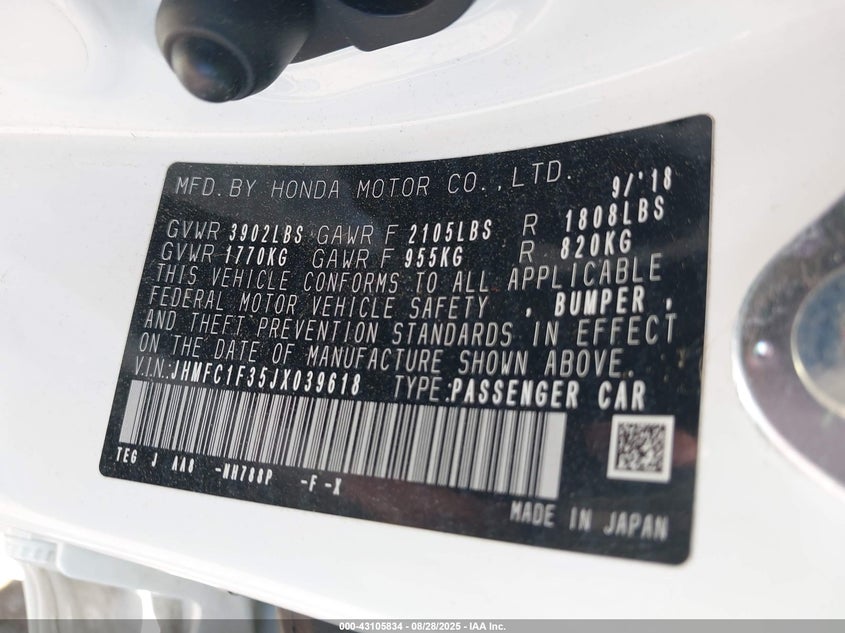 MFD. BY HONDA MOTOR CO., LTD. 9/'18
GVWR 3902LBS GAWR F 2105LBS R 1808LBS
GVWR 1770KG GAWR F 955KG R 820KG
THIS VEHICLE CONFORMS TO ALL APPLICABLE
FEDERAL MOTOR VEHICLE SAFETY , BUMPER ,
AND THEFT PREVENTION STANDARDS IN EFFECT
ON THE DATE OF MANUFACTURE SHOWN ABOVE.
V.I.N.:JHMFC1F35JX039618 TYPE:PASSENGER CAR
TEG J AA8 -NH788P -F -X
MADE IN JAPAN
000-43105834 - 08/28/2025 - IAA Inc.